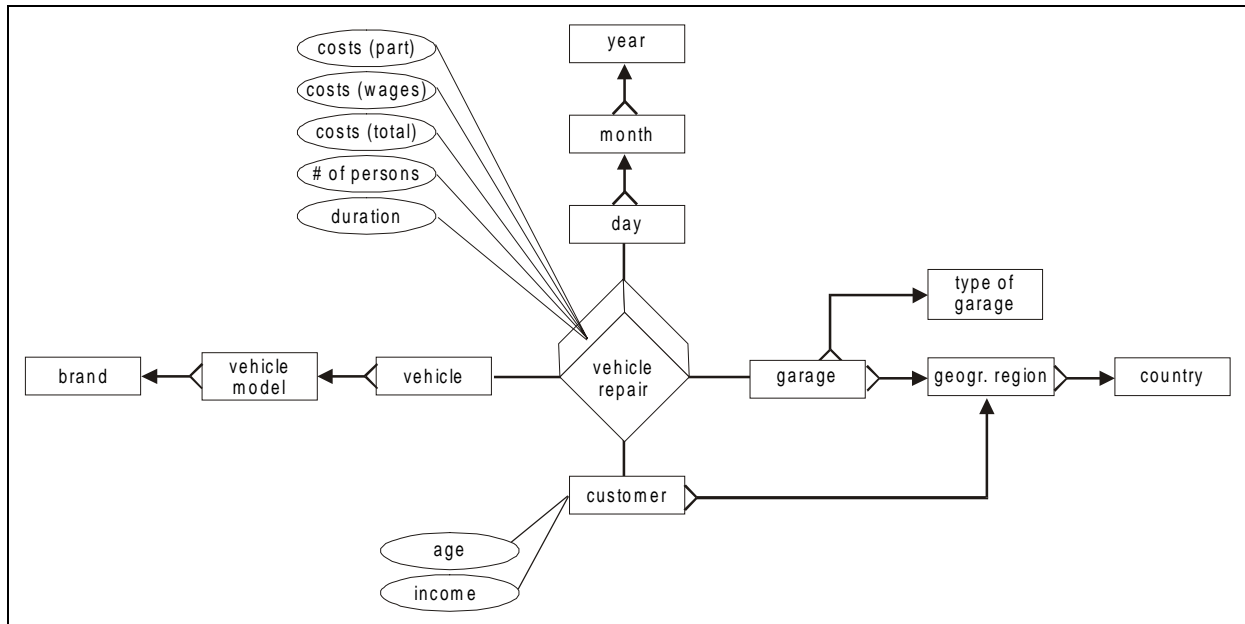 costs (part)
costs (wages)
costs (total)
# of persons
duration
year
month
day
type of
garage
brand
vehicle
model
vehicle
vehicle
repair
garage
geogr. region
country
customer
age
income